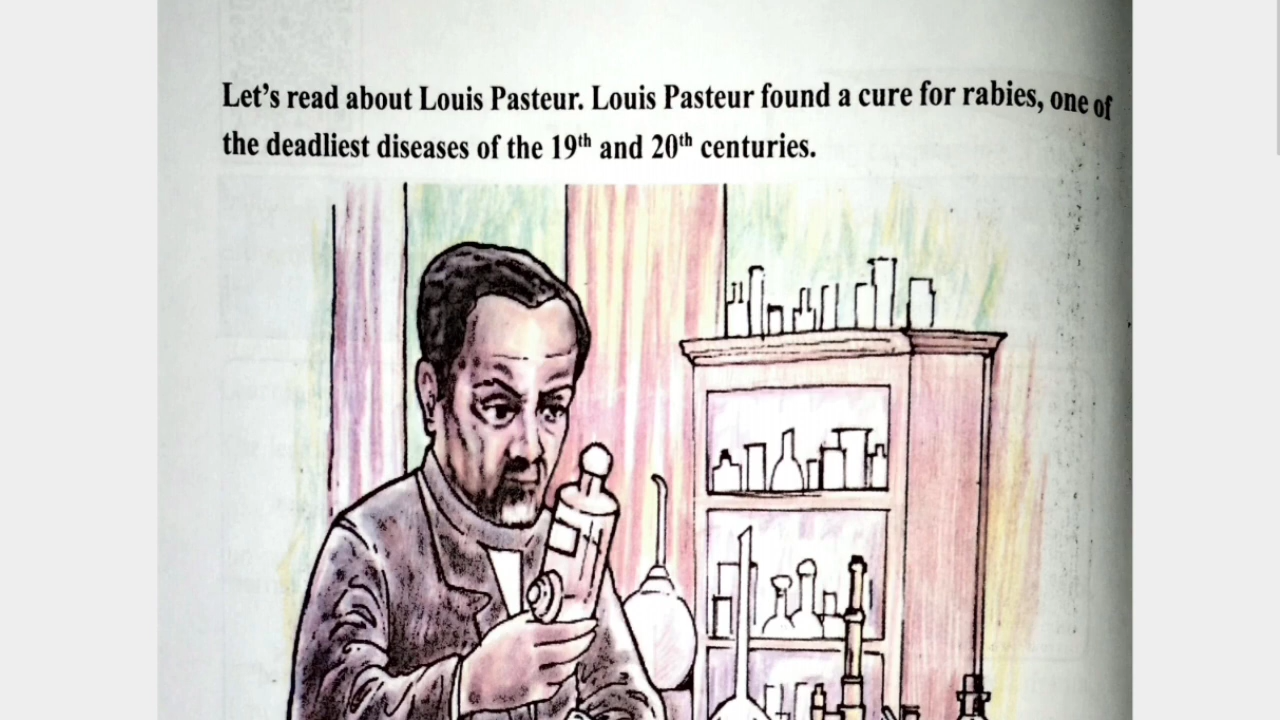 Let's read about Louis Pasteur. Louis Pasteur found a cure for rabies, one of
the deadliest diseases of the 19th and 20th centuries.